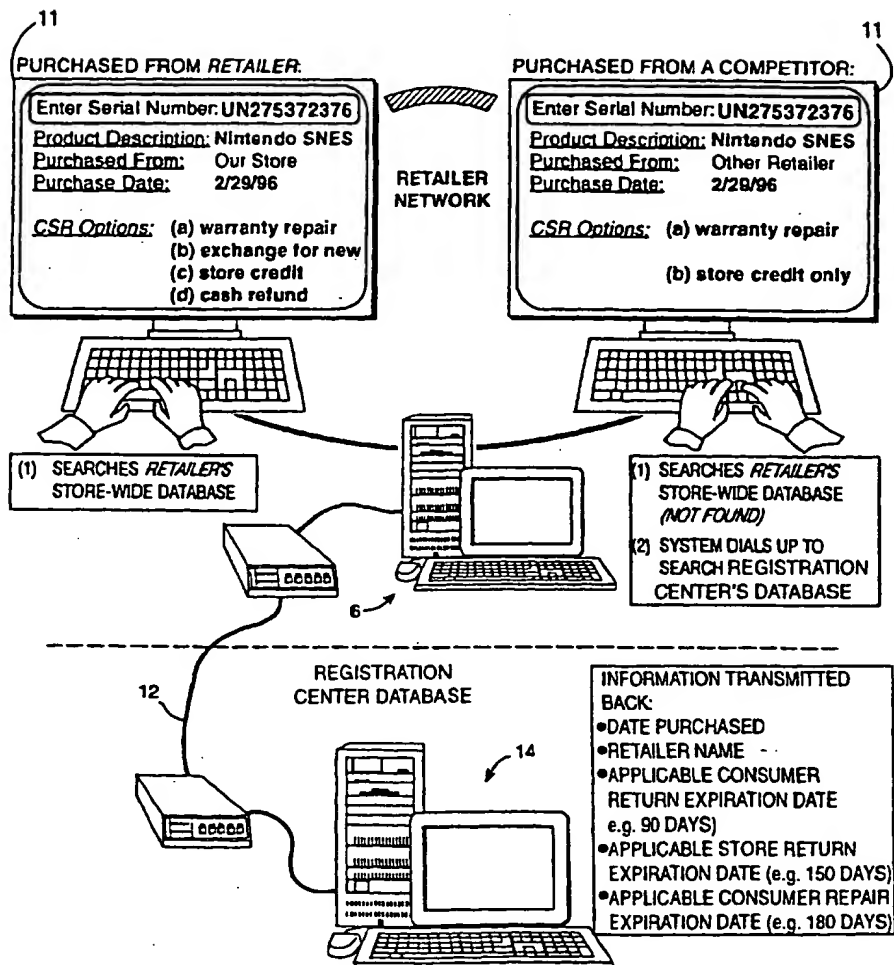 11
11
PURCHASED FROM RETAILER:
Enter Serial Number: UN275372376
Product Description: Nintendo SNES
Purchased From: Our Store
Purchase Date: 2/29/96
CSR Options: (a) warranty repair
(b) exchange for new
(c) store credit
(d) cash refund
RETAILER
NETWORK
PURCHASED FROM A COMPETITOR:
Enter Serial Number: UN275372376
Product Description: Nintendo SNES
Purchased From: Other Retailer
Purchase Date: 2/29/96
CSR Options: (a) warranty repair
(b) store credit only
(1) SEARCHES RETAILER'S
STORE-WIDE DATABASE
(1) SEARCHES RETAILER'S
STORE-WIDE DATABASE
(NOT FOUND)
(2) SYSTEM DIALS UP TO
SEARCH REGISTRATION
CENTER'S DATABASE
6
12
REGISTRATION
CENTER DATABASE
14
INFORMATION TRANSMITTED
BACK:
•DATE PURCHASED
•RETAILER NAME
•APPLICABLE CONSUMER
RETURN EXPIRATION DATE
e.g. 90 DAYS)
•APPLICABLE STORE RETURN
EXPIRATION DATE (e.g. 150 DAYS)
•APPLICABLE CONSUMER REPAIR
EXPIRATION DATE (e.g. 180 DAYS)